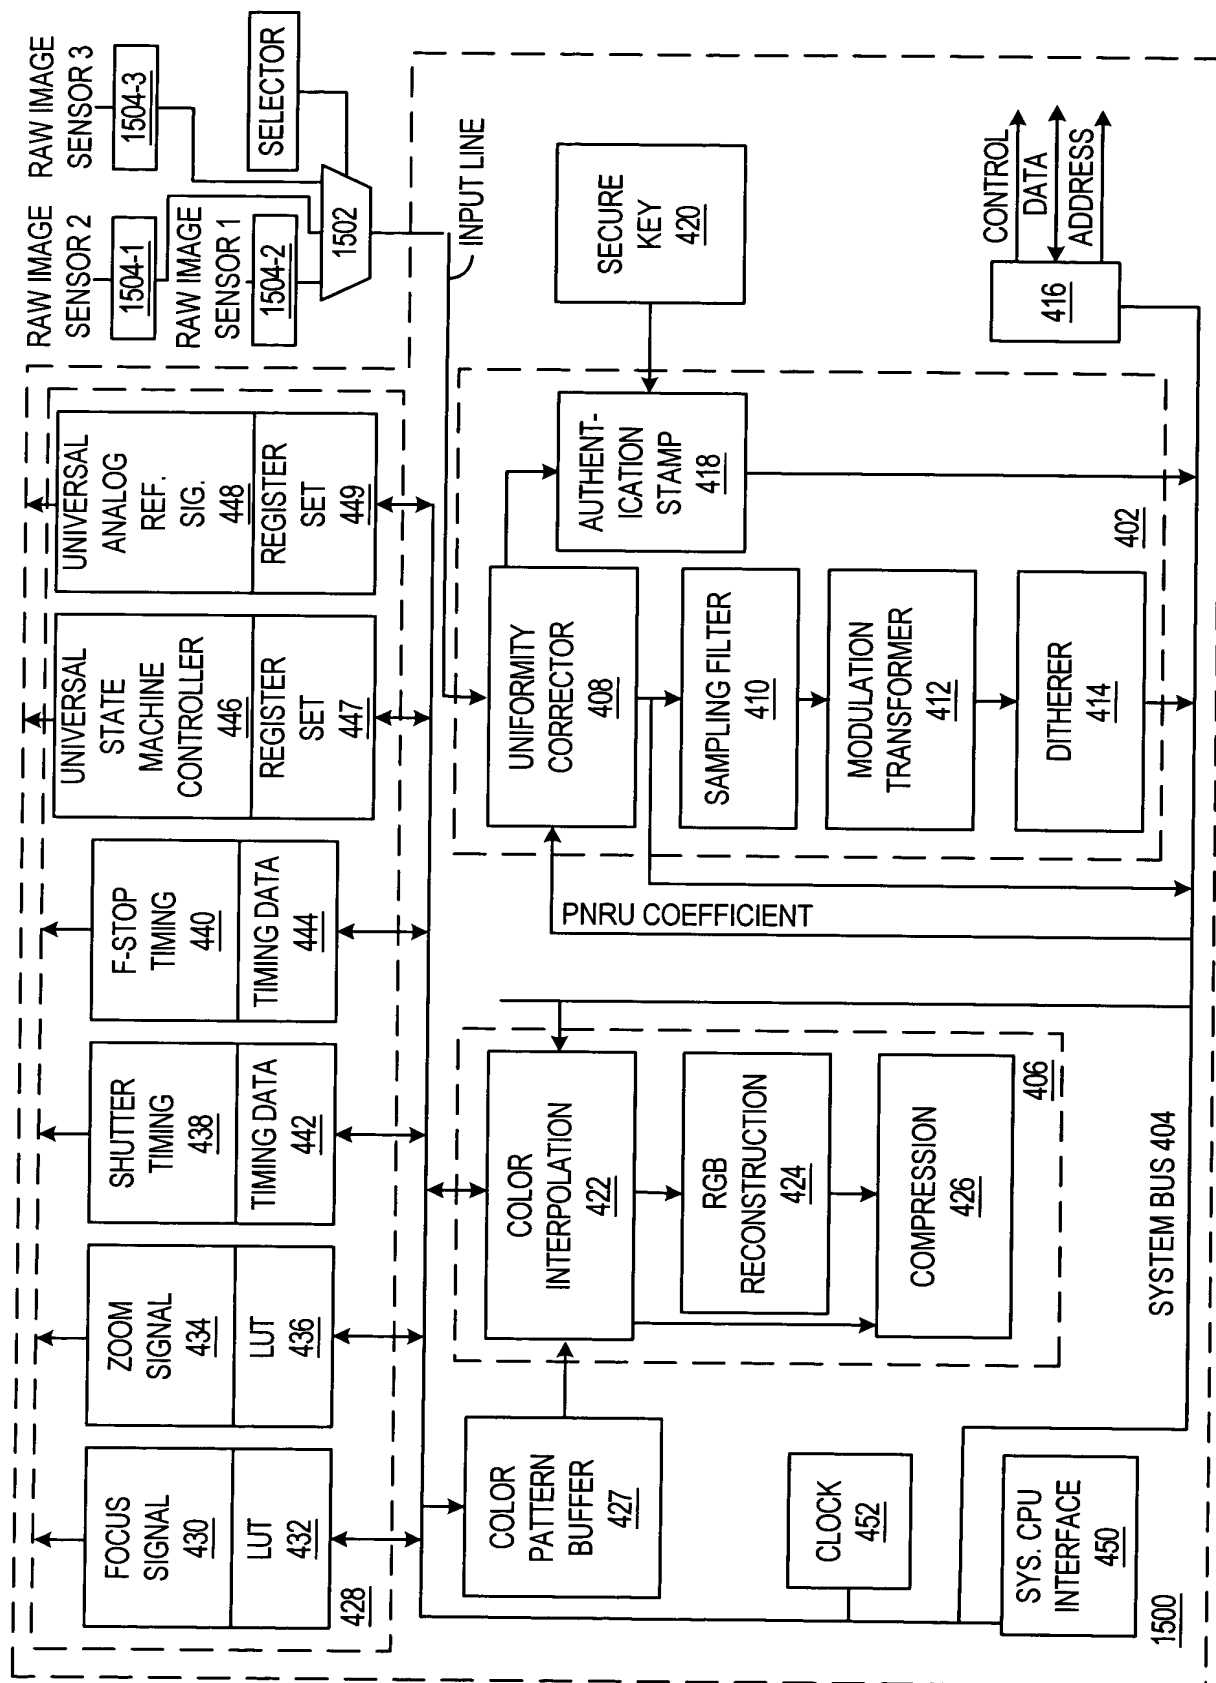 RAW IMAGE
SENSOR 2
1504-1
RAW IMAGE
SENSOR 3
1504-3
RAW IMAGE
SENSOR 1
1504-2
SELECTOR
1502
INPUT LINE
FOCUS
SIGNAL
430
LUT
432
428
ZOOM
SIGNAL
434
LUT
436
SHUTTER
TIMING
438
TIMING DATA
442
F-STOP
TIMING
440
TIMING DATA
444
UNIVERSAL
STATE
MACHINE
CONTROLLER
446
REGISTER
SET
447
UNIVERSAL
ANALOG
REF.
SIG.
448
REGISTER
SET
449
COLOR
PATTERN
BUFFER
427
COLOR
INTERPOLATION
422
RGB
RECONSTRUCTION
424
COMPRESSION
426
406
PNRU COEFFICIENT
UNIFORMITY
CORRECTOR
408
SAMPLING FILTER
410
MODULATION
TRANSFORMER
412
DITHERER
414
AUTHENT-
ICATION
STAMP
418
402
SECURE
KEY
420
416
CONTROL
DATA
ADDRESS
CLOCK
452
SYS. CPU
INTERFACE
450
SYSTEM BUS 404
1500